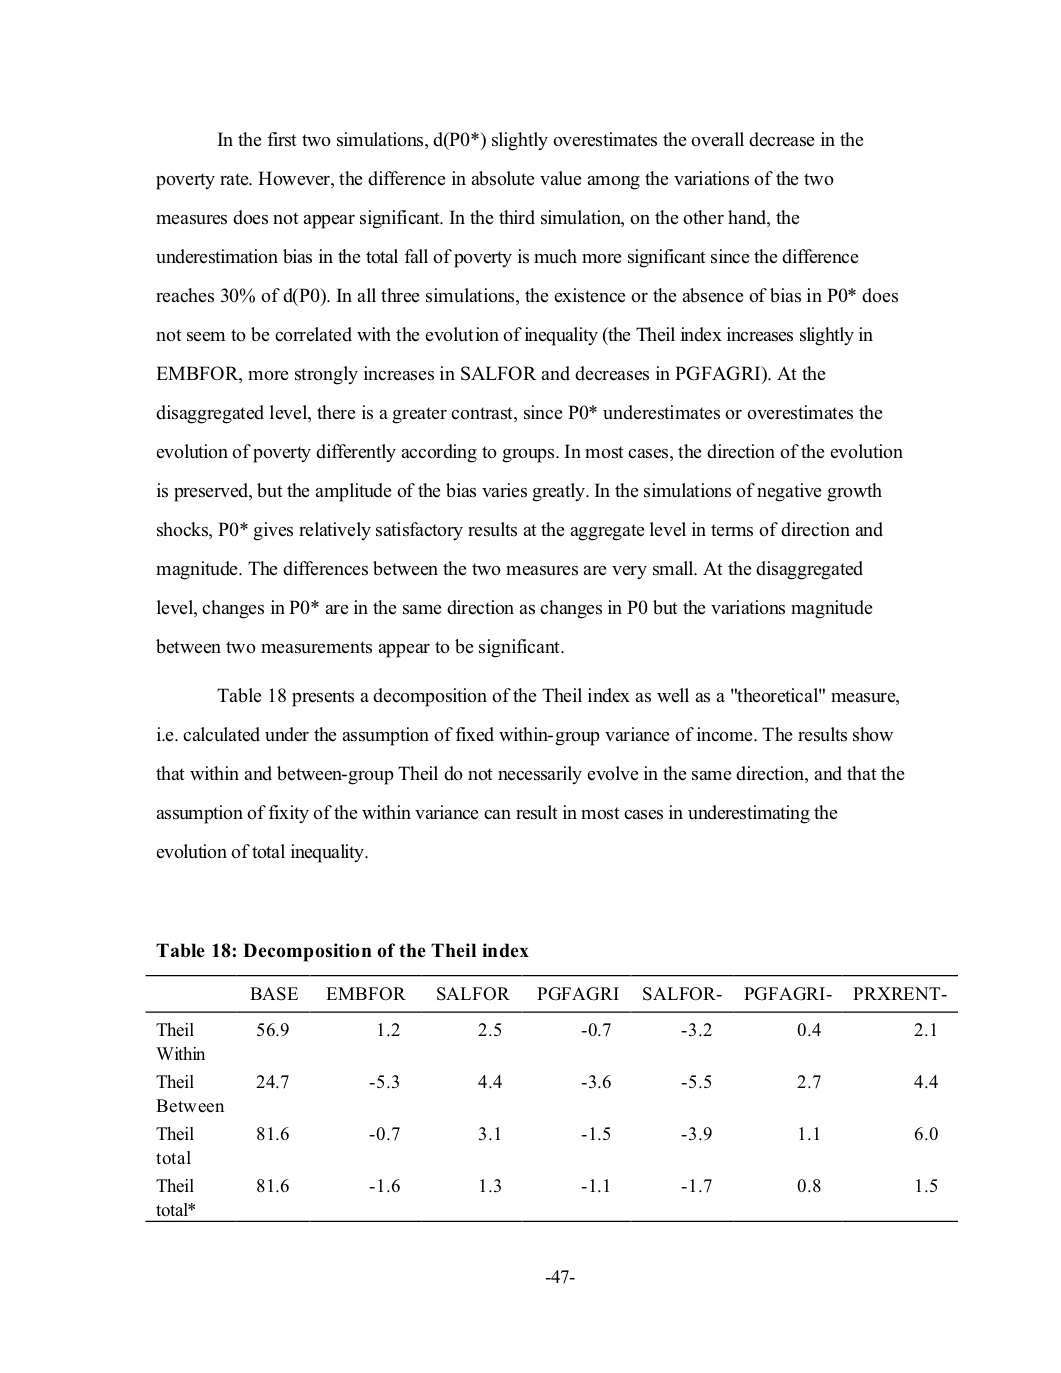 In the first two simulations, d(P0*) slightly overestimates the overall decrease in the
poverty rate. However, the difference in absolute value among the variations of the two
measures does not appear significant. In the third simulation, on the other hand, the
underestimation bias in the total fall of poverty is much more significant since the difference
reaches 30% of d(P0). In all three simulations, the existence or the absence of bias in P0* does
not seem to be correlated with the evolution of inequality (the Theil index increases slightly in
EMBFOR, more strongly increases in SALFOR and decreases in PGFAGRI). At the
disaggregated level, there is a greater contrast, since P0* underestimates or overestimates the
evolution of poverty differently according to groups. In most cases, the direction of the evolution
is preserved, but the amplitude of the bias varies greatly. In the simulations of negative growth
shocks, P0* gives relatively satisfactory results at the aggregate level in terms of direction and
magnitude. The differences between the two measures are very small. At the disaggregated
level, changes in P0* are in the same direction as changes in P0 but the variations magnitude
between two measurements appear to be significant.
Table 18 presents a decomposition of the Theil index as well as a "theoretical" measure,
i.e. calculated under the assumption of fixed within-group variance of income. The results show
that within and between-group Theil do not necessarily evolve in the same direction, and that the
assumption of fixity of the within variance can result in most cases in underestimating the
evolution of total inequality.
Table 18: Decomposition of the Theil index
BASE EMBFOR SALFOR PGFAGRI SALFOR- PGFAGRI- PRXRENT-
Theil 56.9 1.2 2.5 -0.7 -3.2 0.4 2.1
Within
Theil 24.7 -5.3 4.4 -3.6 -5.5 2.7 4.4
Between
Theil 81.6 -0.7 3.1 -1.5 -3.9 1.1 6.0
total
Theil 81.6 -1.6 1.3 -1.1 -1.7 0.8 1.5
total*
-47-